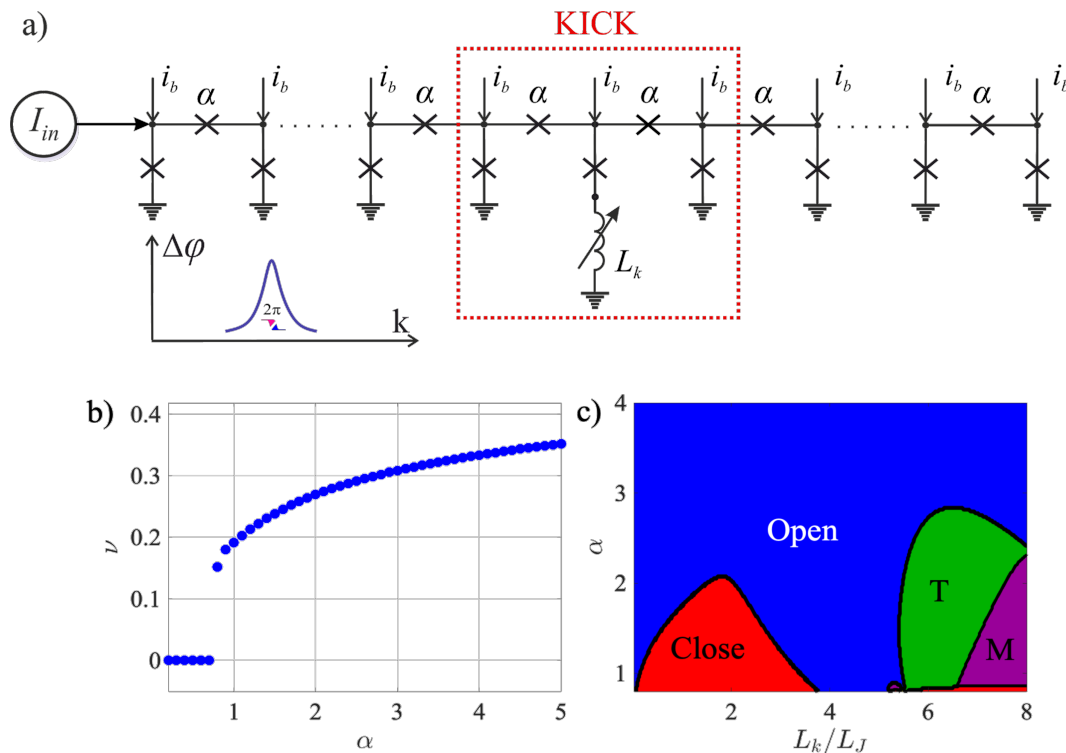 a)
KICK
i_b i_b i_b i_b i_b i_b i_b i_b i_b
I_in α α α α α α
L_k
Δφ
2π
k
b)
0.4
0.3
0.2
0.1
0
ν
1 2 3 4 5
α
c)
4
3
2
1
α
Open
Close
T
M
2 4 6 8
L_k/L_J